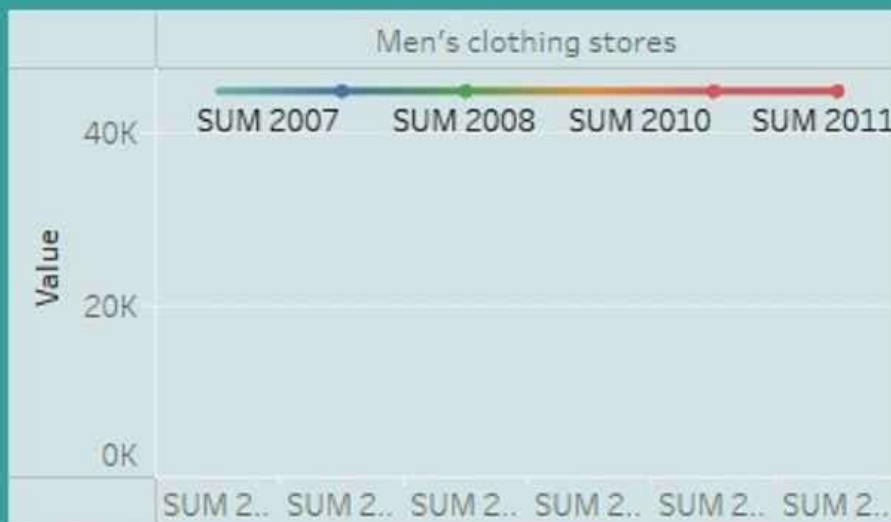 Men's clothing stores
SUM 2007 SUM 2008 SUM 2010 SUM 2011
40K
Value
20K
0K
SUM 2.. SUM 2.. SUM 2.. SUM 2.. SUM 2.. SUM 2..